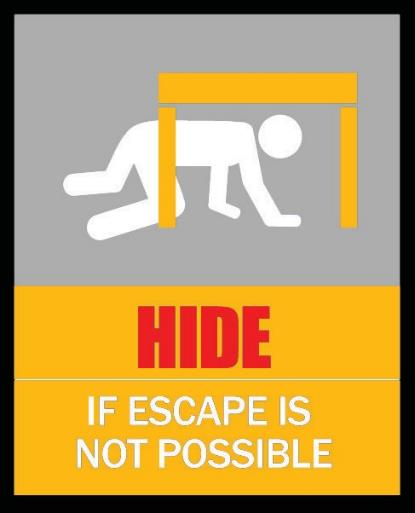 HIDE
IF ESCAPE IS
NOT POSSIBLE